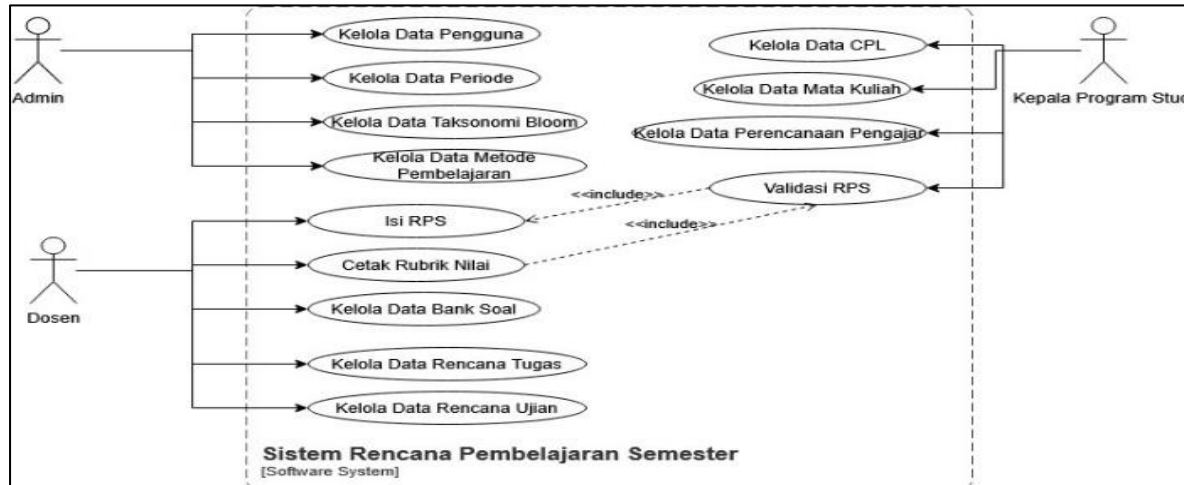 Admin
Kelola Data Pengguna
Kelola Data Periode
Kelola Data Taksonomi Bloom
Kelola Data Metode
Pembelajaran
Kelola Data CPL
Kelola Data Mata Kuliah
Kelola Data Perencanaan Pengajar
Validasi RPS
Kepala Program Stud
<<include>>
<<include>>
Dosen
Isi RPS
Cetak Rubrik Nilai
Kelola Data Bank Soal
Kelola Data Rencana Tugas
Kelola Data Rencana Ujian
Sistem Rencana Pembelajaran Semester
[Software System]